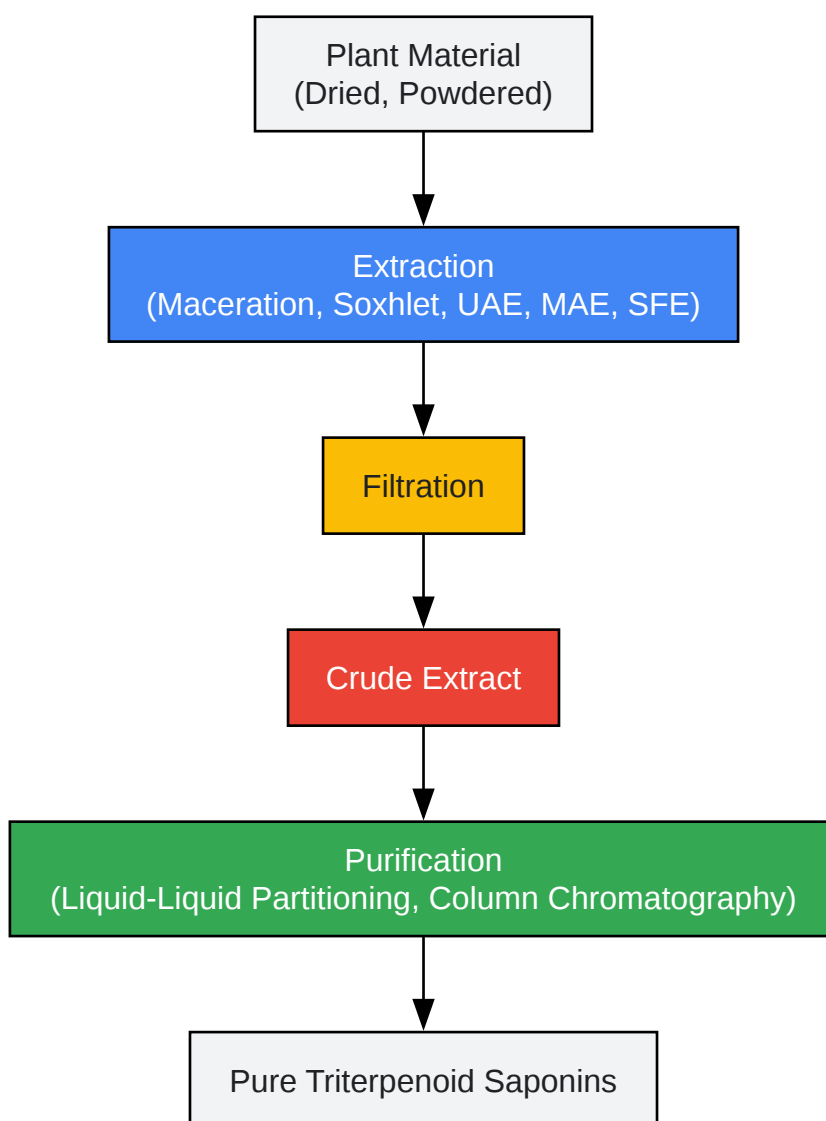 Plant Material
(Dried, Powdered)
Extraction
(Maceration, Soxhlet, UAE, MAE, SFE)
Filtration
Crude Extract
Purification
(Liquid-Liquid Partitioning, Column Chromatography)
Pure Triterpenoid Saponins